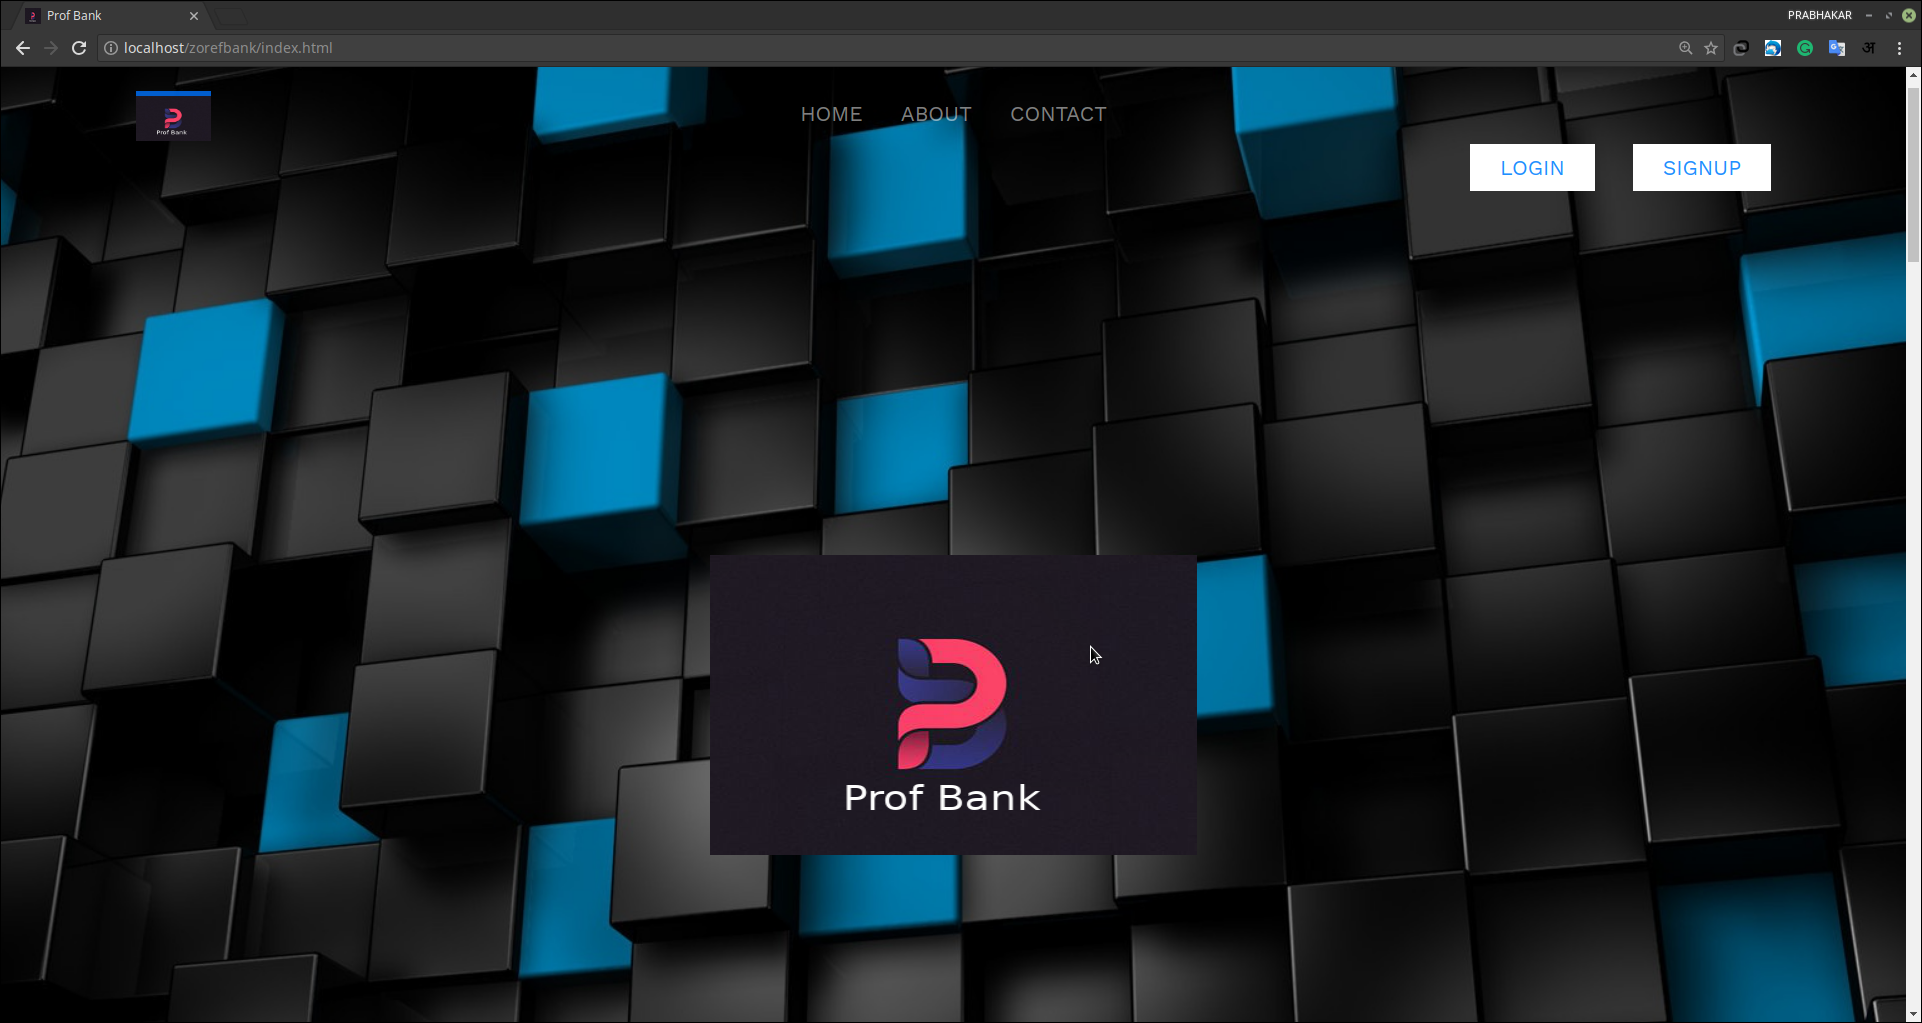 Prof Bank
PRABHAKAR
localhost/zorefbank/index.html
अ
Prof Bank
HOME ABOUT CONTACT
LOGIN SIGNUP
Prof Bank